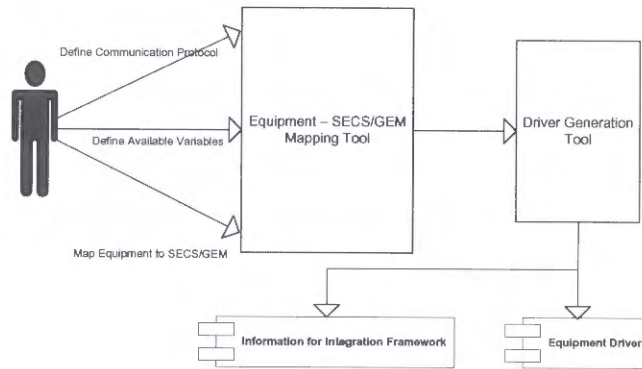 Define Communication Protocol
Define Available Variables
Map Equipment to SECS/GEM
Equipment – SECS/GEM
Mapping Tool
Driver Generation
Tool
Information for Integration Framework
Equipment Driver